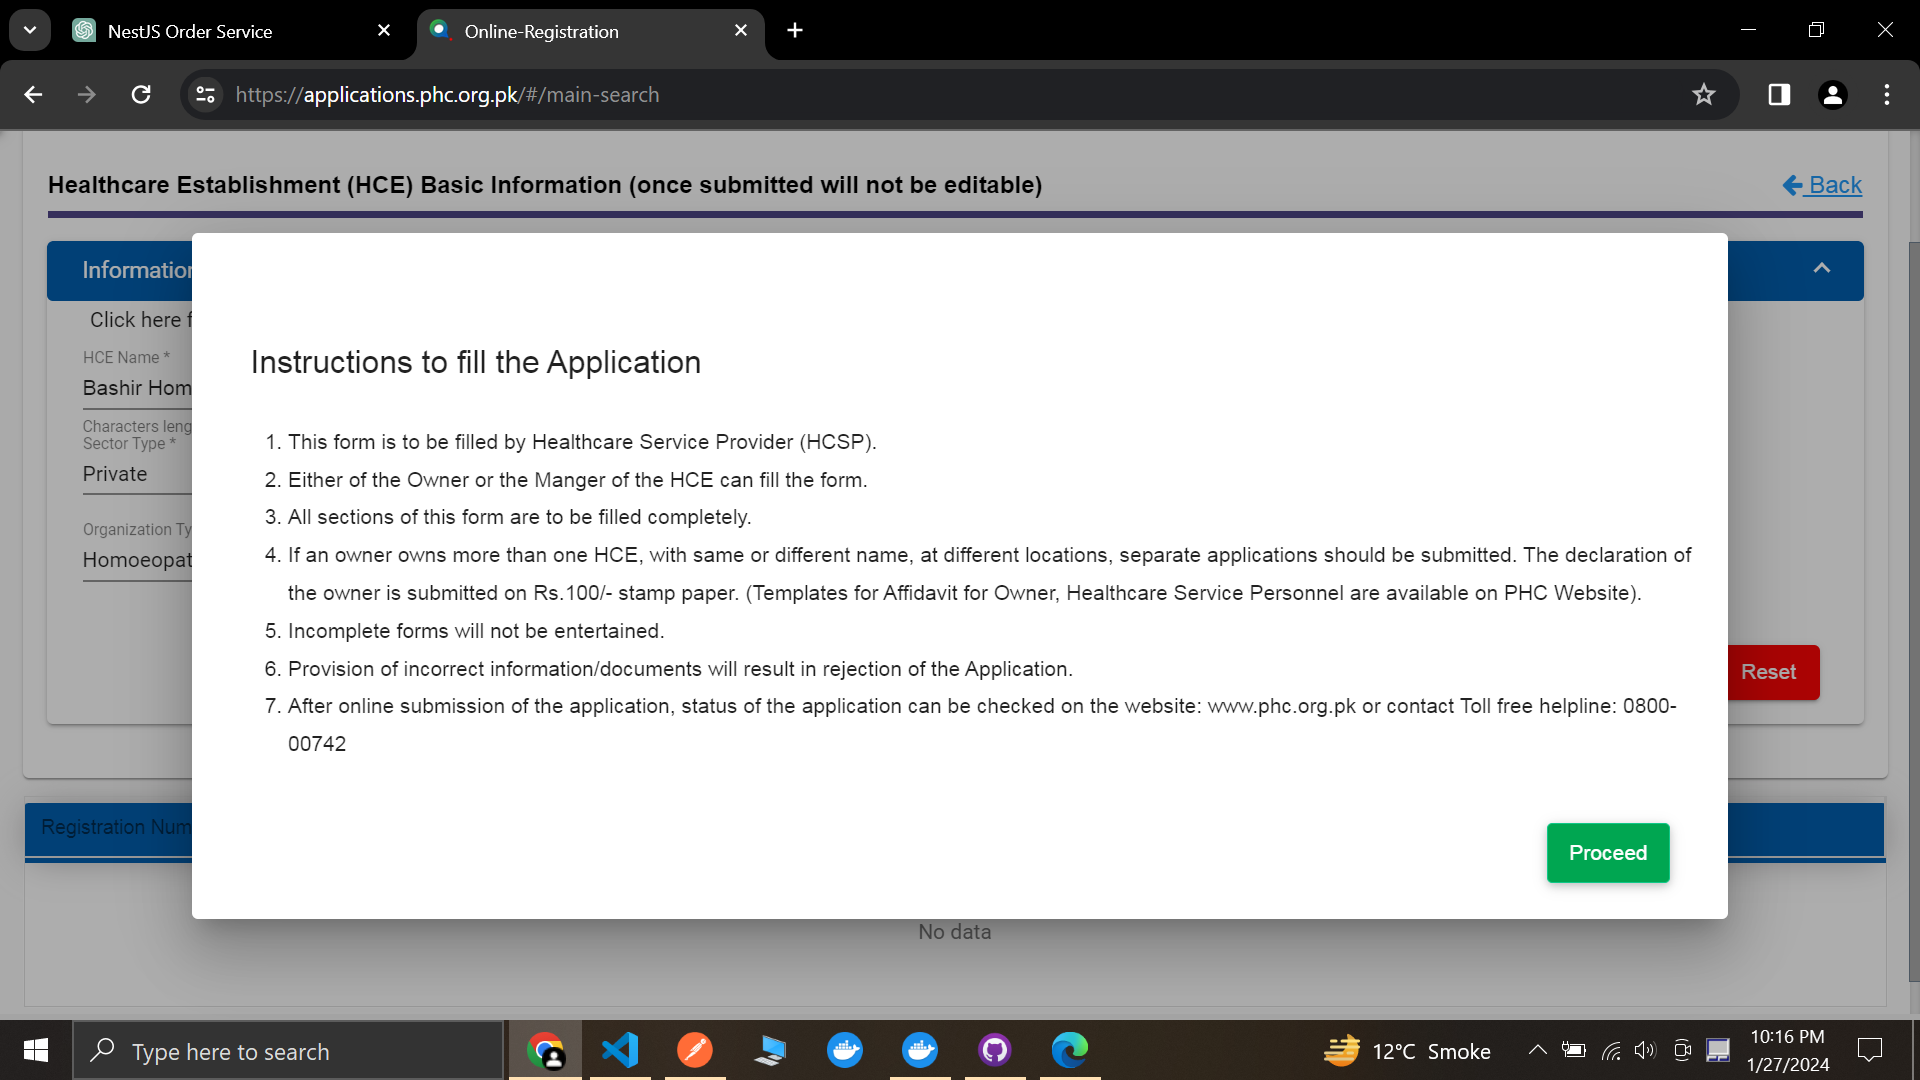 NestJS Order Service
Online-Registration
https://applications.phc.org.pk/#/main-search
Healthcare Establishment (HCE) Basic Information (once submitted will not be editable)
Back
Information
Click here f
HCE Name *
Bashir Hom
Characters leng
Sector Type *
Private
Organization Ty
Homoeopat
Instructions to fill the Application
1. This form is to be filled by Healthcare Service Provider (HCSP).
2. Either of the Owner or the Manger of the HCE can fill the form.
3. All sections of this form are to be filled completely.
4. If an owner owns more than one HCE, with same or different name, at different locations, separate applications should be submitted. The declaration of
the owner is submitted on Rs.100/- stamp paper. (Templates for Affidavit for Owner, Healthcare Service Personnel are available on PHC Website).
5. Incomplete forms will not be entertained.
6. Provision of incorrect information/documents will result in rejection of the Application.
7. After online submission of the application, status of the application can be checked on the website: www.phc.org.pk or contact Toll free helpline: 0800-
00742
Reset
Proceed
Registration Num
No data
Type here to search
12°C Smoke
10:16 PM
1/27/2024